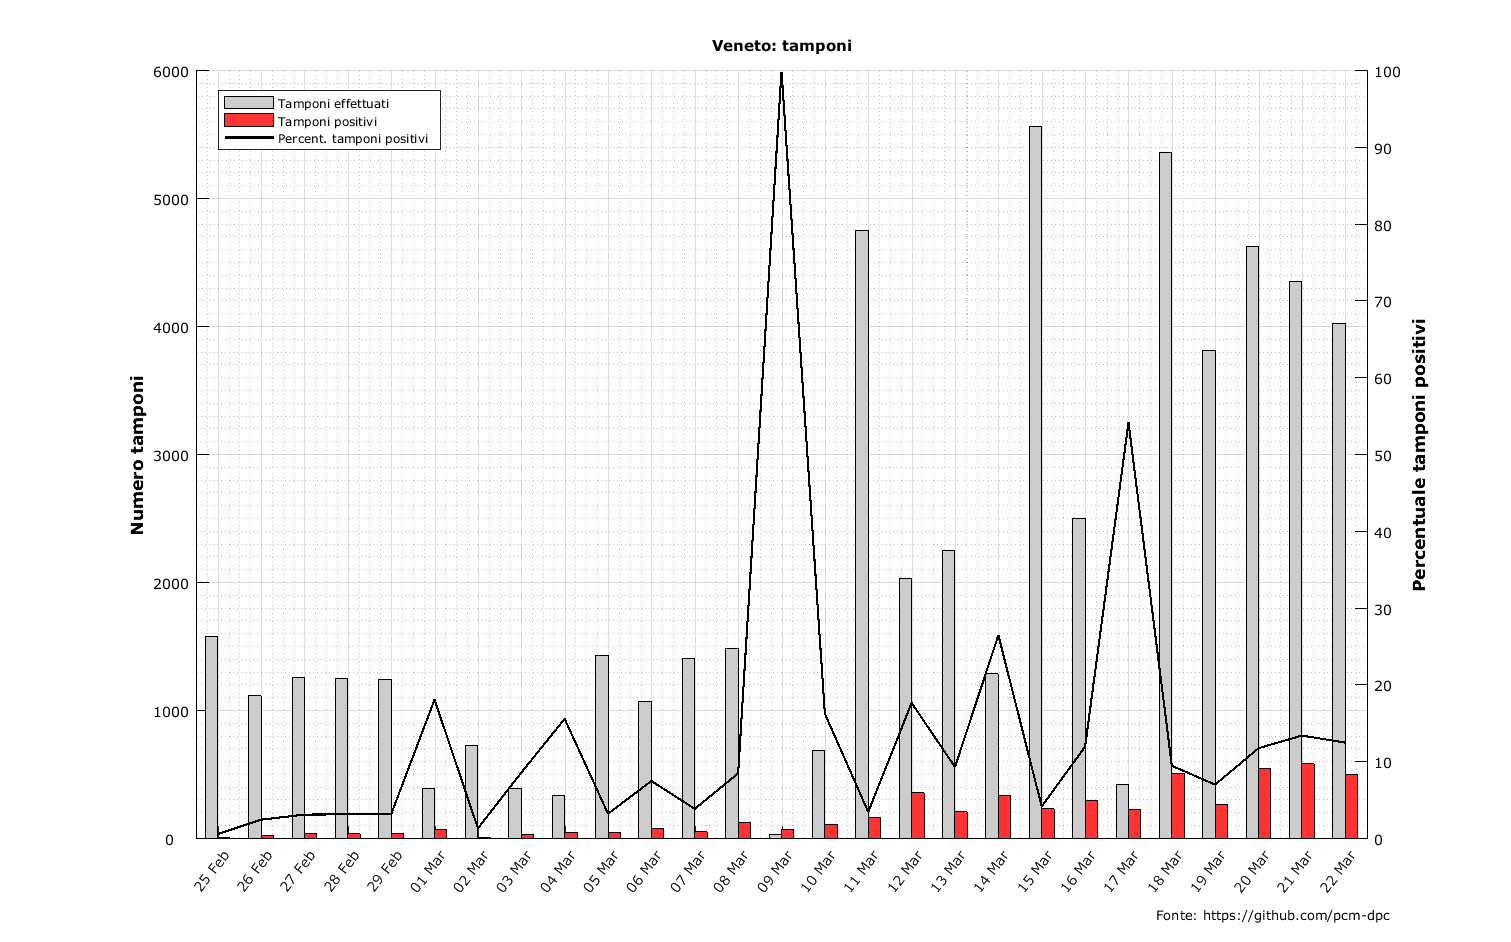 Veneto: tamponi
6000
5000
4000
3000
2000
1000
0
Numero tamponi
Tamponi effettuati
Tamponi positivi
Percent. tamponi positivi
100
90
80
70
60
50
40
30
20
10
0
Percentuale tamponi positivi
25 Feb
26 Feb
27 Feb
28 Feb
29 Feb
01 Mar
02 Mar
03 Mar
04 Mar
05 Mar
06 Mar
07 Mar
08 Mar
09 Mar
10 Mar
11 Mar
12 Mar
13 Mar
14 Mar
15 Mar
16 Mar
17 Mar
18 Mar
19 Mar
20 Mar
21 Mar
22 Mar
Fonte: https://github.com/pcm-dpc